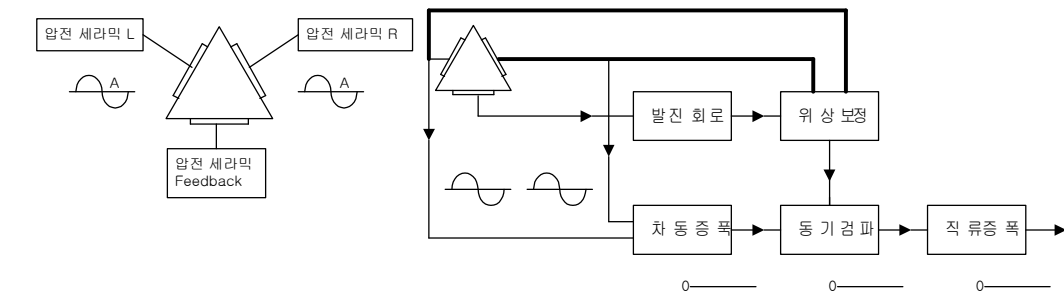 압전 세라믹 L
압전 세라믹 R
A
A
압전 세라믹
Feedback
발진 회로
위 상 보정
차 동 증 푹
동 기 검 파
직 류 증 폭
0
0
0